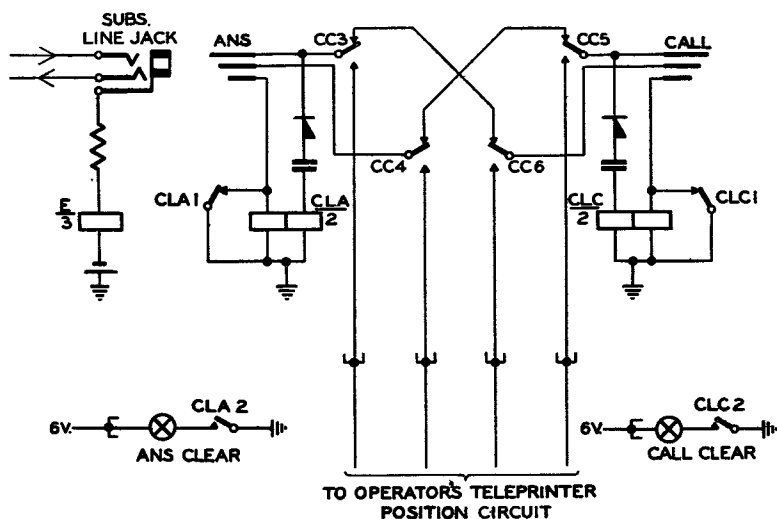 SUBS.
LINE JACK
ANS
CC3
CC5
CALL
CC4
CC6
CLA1
CLA
2
CLC
2
CLC1
E
3
6V.
CLA 2
ANS CLEAR
6V.
CLC 2
CALL CLEAR
TO OPERATOR'S TELEPRINTER
POSITION CIRCUIT